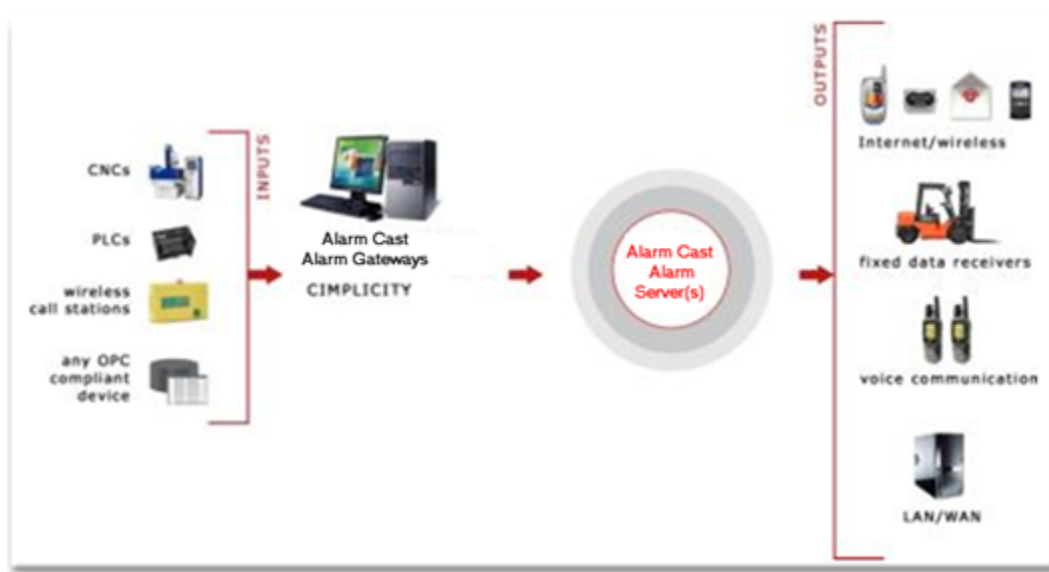 CNCs
PLCs
wireless
call stations
any OPC
compliant
device
INPUTS
Alarm Cast
Alarm Gateways
CIMPLICITY
Alarm Cast
Alarm
Server(s)
OUTPUTS
Internet/wireless
fixed data receivers
voice communication
LAN/WAN